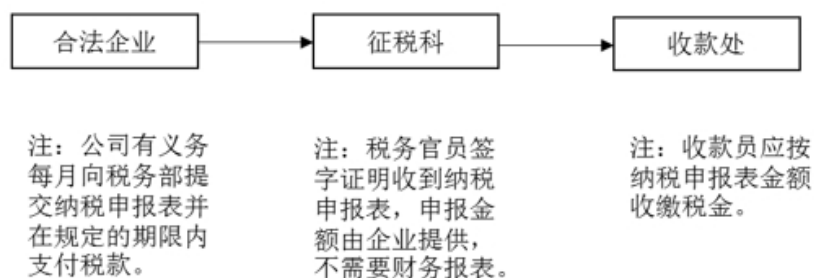 合法企业
征税科
收款处
注：公司有义务
每月向税务部提
交纳税申报表并
在规定的期限内
支付税款。
注：税务官员签
字证明收到纳税
申报表，申报金
额由企业提供，
不需要财务报表。
注：收款员应按
纳税申报表金额
收缴税金。